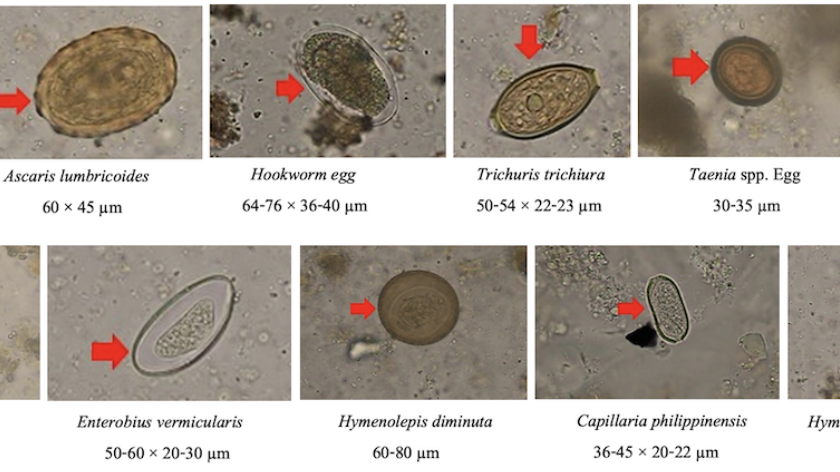 Ascaris lumbricoides
Hookworm egg
Trichuris trichiura
Taenia spp. Egg
60 × 45 μm
64-76 × 36-40 μm
50-54 × 22-23 μm
30-35 μm
Enterobius vermicularis
Hymenolepis diminuta
Capillaria philippinensis
50-60 × 20-30 μm
60-80 μm
36-45 × 20-22 μm